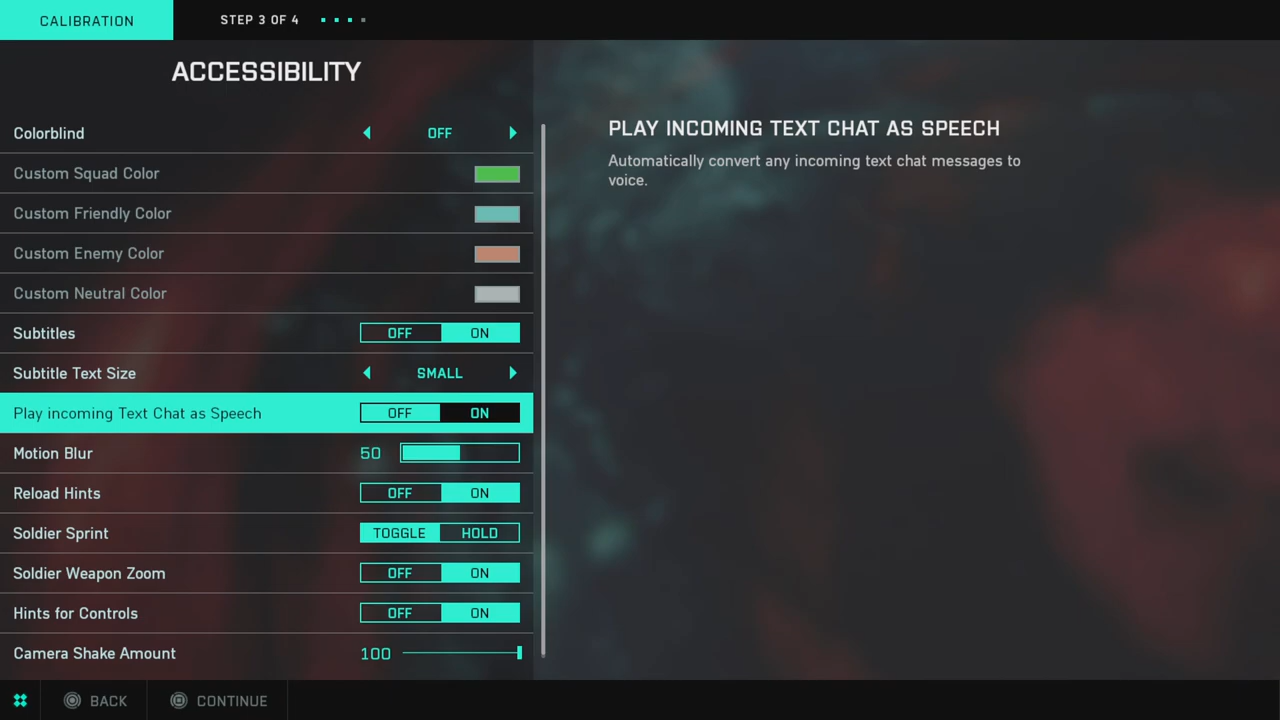 CALIBRATION
STEP 3 OF 4
ACCESSIBILITY
Colorblind OFF
Custom Squad Color
Custom Friendly Color
Custom Enemy Color
Custom Neutral Color
Subtitles OFF ON
Subtitle Text Size SMALL
Play incoming Text Chat as Speech OFF ON
Motion Blur 50
Reload Hints OFF ON
Soldier Sprint TOGGLE HOLD
Soldier Weapon Zoom OFF ON
Hints for Controls OFF ON
Camera Shake Amount 100
PLAY INCOMING TEXT CHAT AS SPEECH
Automatically convert any incoming text chat messages to
voice.
BACK
CONTINUE